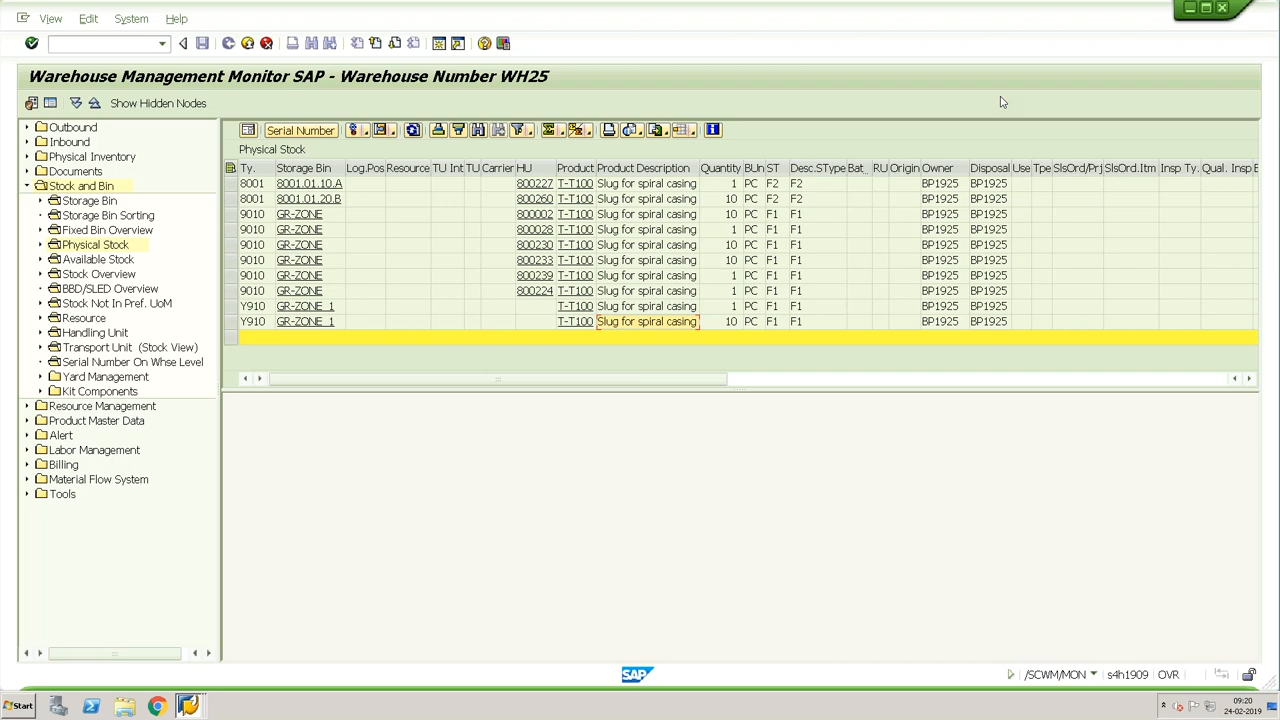 View Edit System Help
Warehouse Management Monitor SAP - Warehouse Number WH25
Show Hidden Nodes
Outbound
Inbound
Physical Inventory
Documents
Stock and Bin
Storage Bin
Storage Bin Sorting
Fixed Bin Overview
Physical Stock
Available Stock
Stock Overview
BBD/SLED Overview
Stock Not In Pref. UoM
Resource
Handling Unit
Transport Unit (Stock View)
Serial Number On Whse Level
Yard Management
Kit Components
Resource Management
Product Master Data
Alert
Labor Management
Billing
Material Flow System
Tools
Serial Number
Physical Stock
Ty. Storage Bin Log.Pos Resource TU Int TU Carrier HU Product Product Description Quantity BUn ST Desc.SType Bat_ RU Origin Owner Disposal Use Tpe SlsOrd/Prj SlsOrd.Itm Insp Ty. Qual. Insp
8001 8001.01.10.A 800227 T-T100 Slug for spiral casing 1 PC F2 F2 BP1925 BP1925
8001 8001.01.20.B 800260 T-T100 Slug for spiral casing 10 PC F2 F2 BP1925 BP1925
9010 GR-ZONE 800002 T-T100 Slug for spiral casing 10 PC F1 F1 BP1925 BP1925
9010 GR-ZONE 800028 T-T100 Slug for spiral casing 1 PC F1 F1 BP1925 BP1925
9010 GR-ZONE 800230 T-T100 Slug for spiral casing 10 PC F1 F1 BP1925 BP1925
9010 GR-ZONE 800233 T-T100 Slug for spiral casing 10 PC F1 F1 BP1925 BP1925
9010 GR-ZONE 800239 T-T100 Slug for spiral casing 1 PC F1 F1 BP1925 BP1925
9010 GR-ZONE 800224 T-T100 Slug for spiral casing 1 PC F1 F1 BP1925 BP1925
Y910 GR-ZONE_1 T-T100 Slug for spiral casing 1 PC F1 F1 BP1925 BP1925
Y910 GR-ZONE_1 T-T100 Slug for spiral casing 10 PC F1 F1 BP1925 BP1925
SAP
/SCWM/MON s4h1909 OVR
Start
09:20
24-02-2019